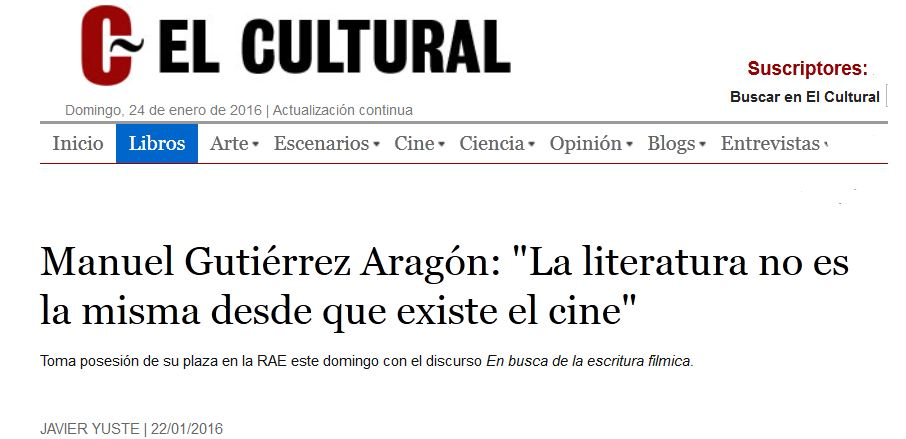 EL CULTURAL
Suscriptores:
Buscar en El Cultural
Domingo, 24 de enero de 2016 | Actualización continua
Inicio Libros Arte Escenarios Cine Ciencia Opinión Blogs Entrevistas
Manuel Gutiérrez Aragón: "La literatura no es
la misma desde que existe el cine"
Toma posesión de su plaza en la RAE este domingo con el discurso En busca de la escritura fílmica.
JAVIER YUSTE | 22/01/2016